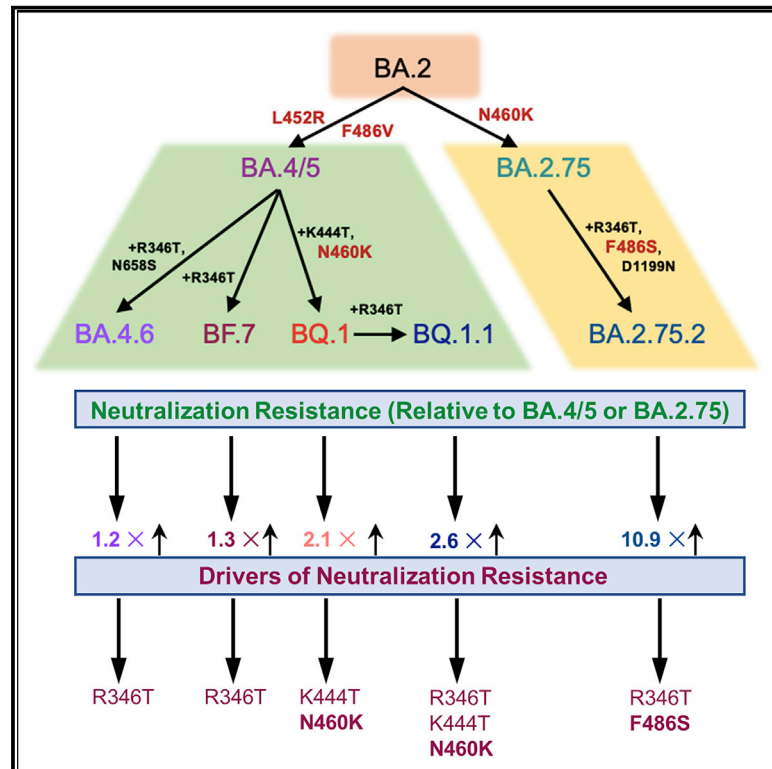 BA.2
L452R
F486V
N460K
BA.4/5
BA.2.75
+R346T,
N658S
+R346T
+K444T,
N460K
+R346T,
F486S,
D1199N
+R346T
BA.4.6
BF.7
BQ.1
BQ.1.1
BA.2.75.2
Neutralization Resistance (Relative to BA.4/5 or BA.2.75)
1.2 ×
1.3 ×
2.1 ×
2.6 ×
10.9 ×
Drivers of Neutralization Resistance
R346T
R346T
K444T
N460K
R346T
K444T
N460K
R346T
F486S